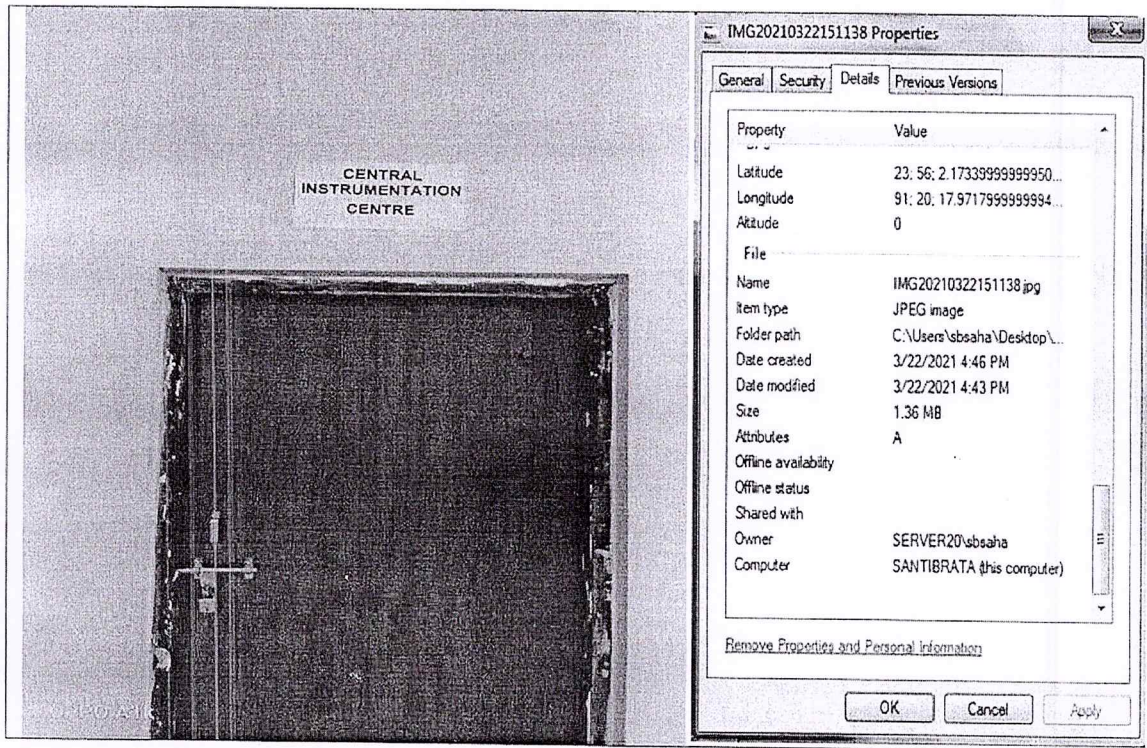 CENTRAL
INSTRUMENTATION
CENTRE
IMG20210322151138 Properties
General Security Details Previous Versions
Property Value
Latitude 23; 56; 2.17339999999950...
Longitude 91; 20; 17.9717999999994...
Altitude 0
File
Name IMG20210322151138.jpg
Item type JPEG image
Folder path C:\Users\sbsaha\Desktop\...
Date created 3/22/2021 4:46 PM
Date modified 3/22/2021 4:43 PM
Size 1.36 MB
Attributes A
Offline availability
Offline status
Shared with
Owner SERVER20\sbsaha
Computer SANTIBRATA (this computer)
Remove Properties and Personal Information
OK Cancel Apply